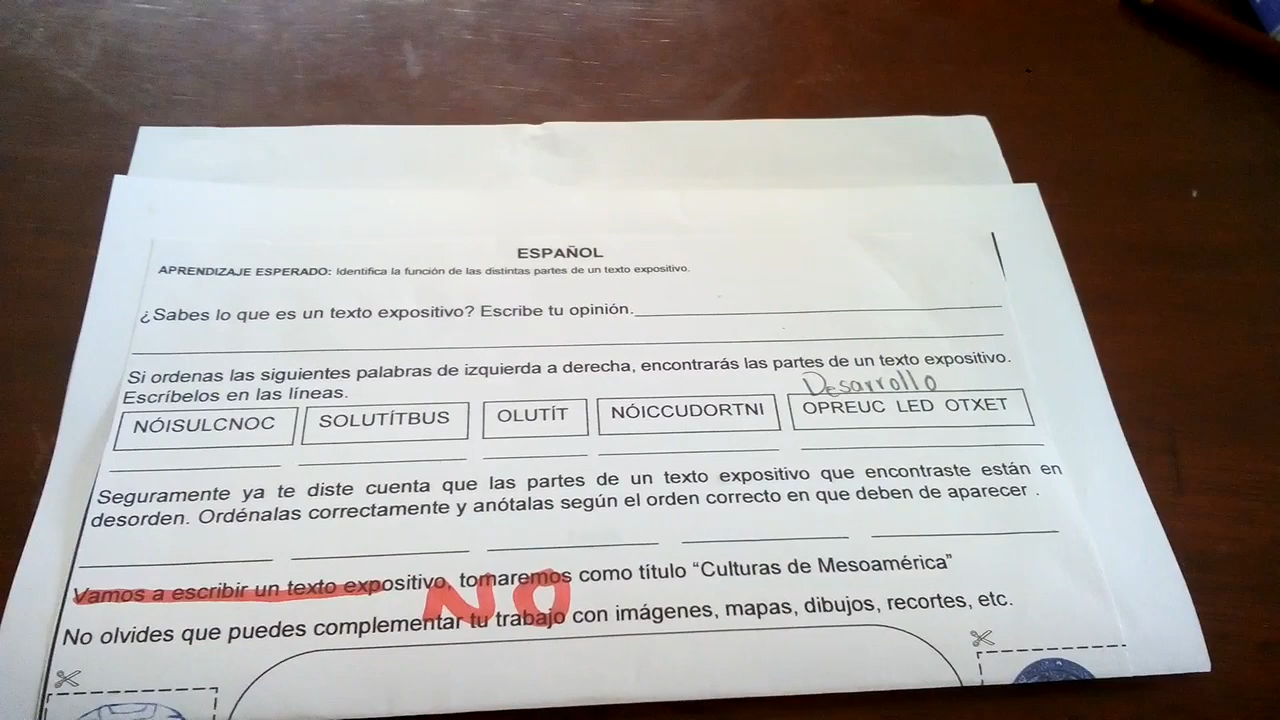 ESPAÑOL
APRENDIZAJE ESPERADO: Identifica la función de las distintas partes de un texto expositivo.
¿Sabes lo que es un texto expositivo? Escribe tu opinión.
Si ordenas las siguientes palabras de izquierda a derecha, encontrarás las partes de un texto expositivo.
Escríbelos en las líneas.
Desarrollo
NÓISULCNOC SOLUTÍTBUS OLUTÍT NÓICCUDORTNI OPREUC LED OTXET
Seguramente ya te diste cuenta que las partes de un texto expositivo que encontraste están en
desorden. Ordénalas correctamente y anótalas según el orden correcto en que deben de aparecer .
Vamos a escribir un texto expositivo, tomaremos como título “Culturas de Mesoamérica”
NO
No olvides que puedes complementar tu trabajo con imágenes, mapas, dibujos, recortes, etc.